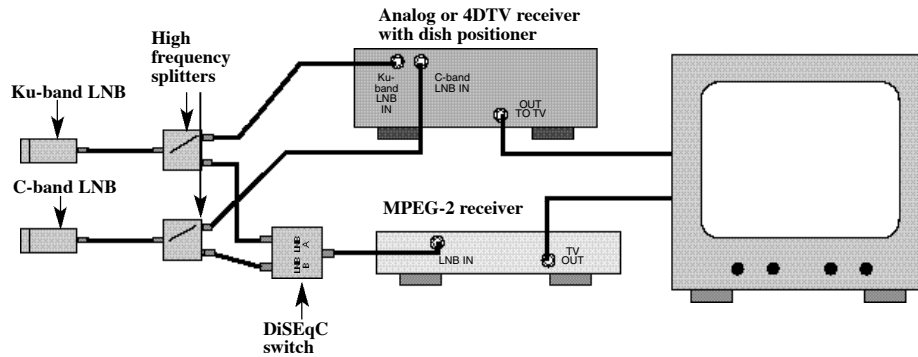 Analog or 4DTV receiver
with dish positioner
High
frequency
splitters
Ku-band LNB
Ku-
band
LNB
IN
C-band
LNB IN
OUT
TO TV
C-band LNB
MPEG-2 receiver
LNB
A
LNB
B
LNB IN
TV
OUT
DiSEqC
switch